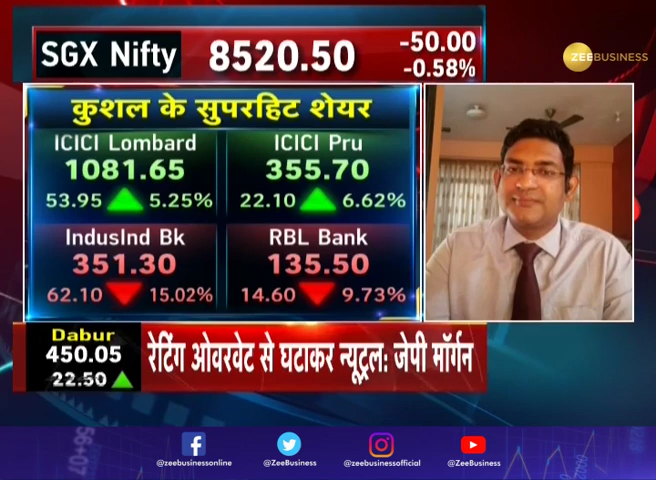 SGX Nifty 8520.50 -50.00
-0.58%
ZEE BUSINESS
कुशल के सुपरहिट शेयर
ICICI Lombard
1081.65
53.95 5.25%
ICICI Pru
355.70
22.10 6.62%
IndusInd Bk
351.30
62.10 15.02%
RBL Bank
135.50
14.60 9.73%
Dabur
450.05
22.50
रेटिंग ओवरवेट से घटाकर न्यूट्रल: जेपी मॉर्गन
@zeebusinessonline
@ZeeBusiness
@zeebusinessofficial
@ZeeBusiness